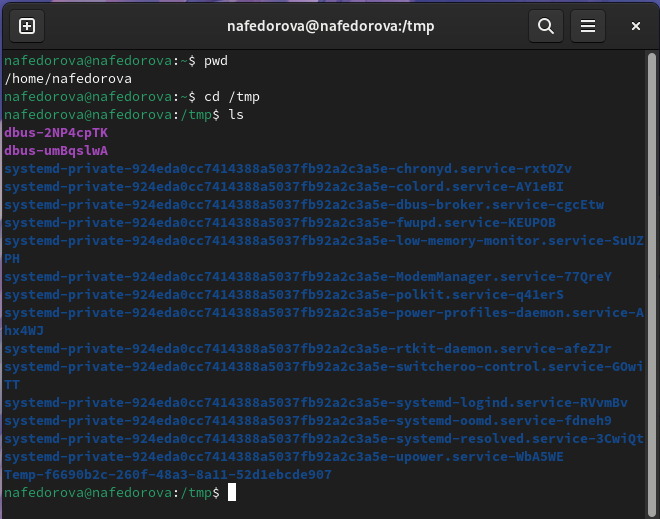 nafedorova@nafedorova:/tmp
nafedorova@nafedorova:~$ pwd
/home/nafedorova
nafedorova@nafedorova:~$ cd /tmp
nafedorova@nafedorova:/tmp$ ls
dbus-2NP4cpTK
dbus-umBqslwA
systemd-private-924eda0cc7414388a5037fb92a2c3a5e-chronyd.service-rxtOZv
systemd-private-924eda0cc7414388a5037fb92a2c3a5e-colord.service-AY1eBI
systemd-private-924eda0cc7414388a5037fb92a2c3a5e-dbus-broker.service-cgcEtw
systemd-private-924eda0cc7414388a5037fb92a2c3a5e-fwupd.service-KEUPOB
systemd-private-924eda0cc7414388a5037fb92a2c3a5e-low-memory-monitor.service-SuUZ
PH
systemd-private-924eda0cc7414388a5037fb92a2c3a5e-ModemManager.service-77QreY
systemd-private-924eda0cc7414388a5037fb92a2c3a5e-polkit.service-q41erS
systemd-private-924eda0cc7414388a5037fb92a2c3a5e-power-profiles-daemon.service-A
hx4WJ
systemd-private-924eda0cc7414388a5037fb92a2c3a5e-rtkit-daemon.service-afeZJr
systemd-private-924eda0cc7414388a5037fb92a2c3a5e-switcheroo-control.service-GOwi
TT
systemd-private-924eda0cc7414388a5037fb92a2c3a5e-systemd-logind.service-RVvmBv
systemd-private-924eda0cc7414388a5037fb92a2c3a5e-systemd-oomd.service-fdneh9
systemd-private-924eda0cc7414388a5037fb92a2c3a5e-systemd-resolved.service-3CwiQt
systemd-private-924eda0cc7414388a5037fb92a2c3a5e-upower.service-WbA5WE
Temp-f6690b2c-260f-48a3-8a11-52d1ebcde907
nafedorova@nafedorova:/tmp$